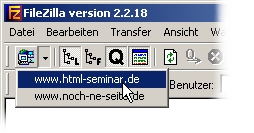 FileZilla version 2.2.18
Datei Bearbeiten Transfer Ansicht Wart
www.html-seminar.de
www.noch-ne-seite.de
Benutzer: